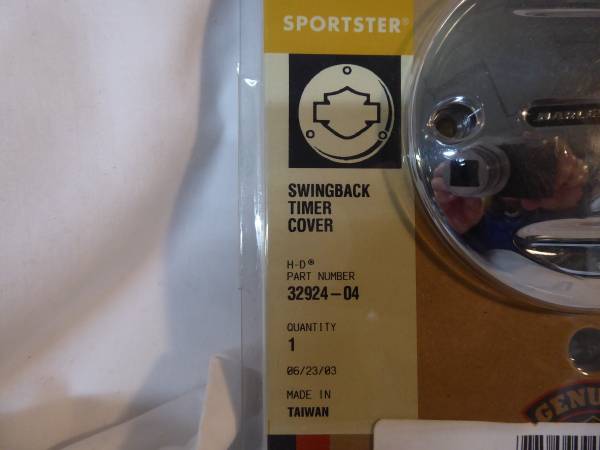 SPORTSTER®
SWINGBACK
TIMER
COVER
H-D®
PART NUMBER
32924-04
QUANTITY
1
06/23/03
MADE IN
TAIWAN